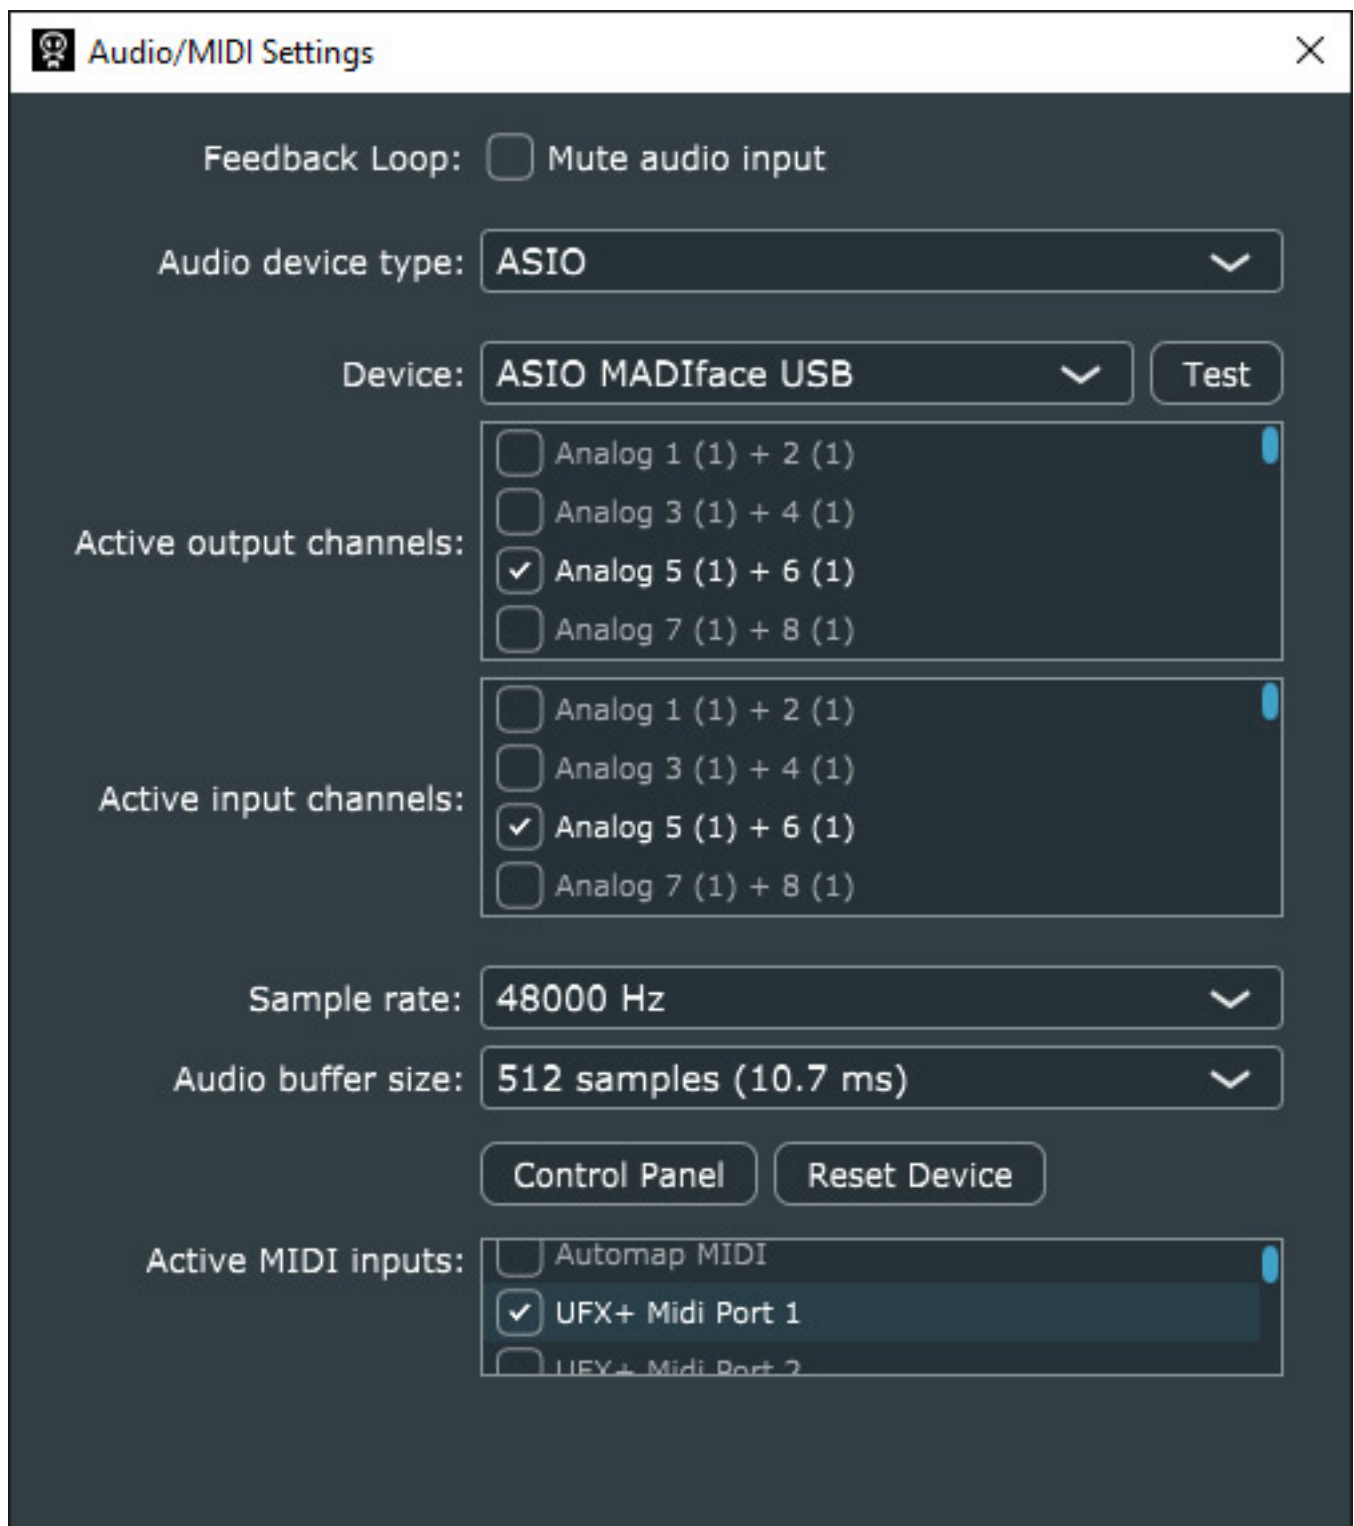 Audio/MIDI Settings
Feedback Loop: Mute audio input
Audio device type: ASIO
Device: ASIO MADIface USB Test
Active output channels:
Analog 1 (1) + 2 (1)
Analog 3 (1) + 4 (1)
Analog 5 (1) + 6 (1)
Analog 7 (1) + 8 (1)
Active input channels:
Analog 1 (1) + 2 (1)
Analog 3 (1) + 4 (1)
Analog 5 (1) + 6 (1)
Analog 7 (1) + 8 (1)
Sample rate: 48000 Hz
Audio buffer size: 512 samples (10.7 ms)
Control Panel Reset Device
Active MIDI inputs:
Automap MIDI
UFX+ Midi Port 1
UFX+ Midi Port 2